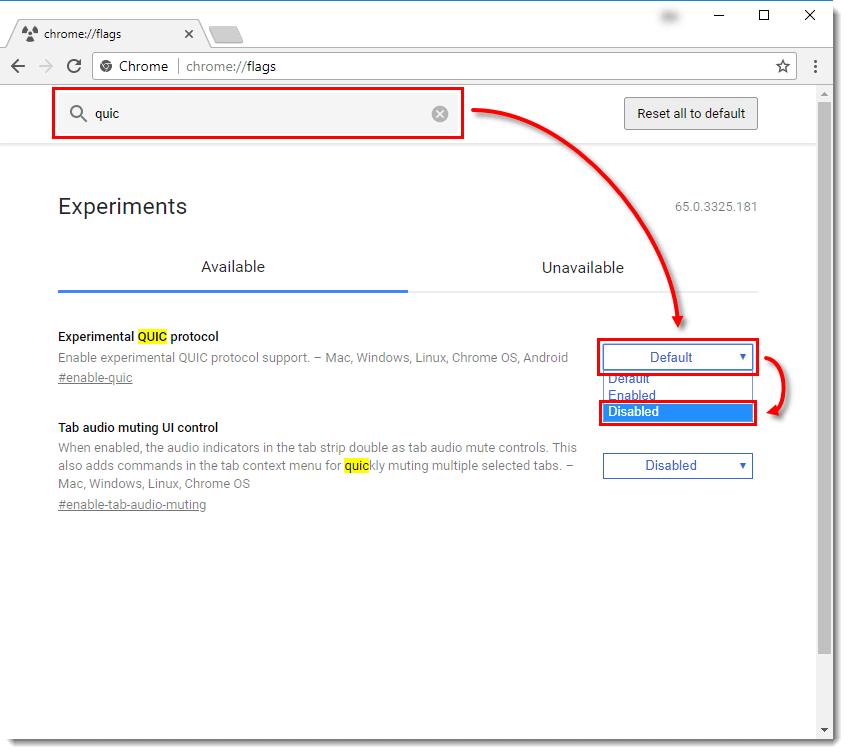 chrome://flags
Chrome chrome://flags
quic
Reset all to default
Experiments
65.0.3325.181
Available
Unavailable
Experimental QUIC protocol
Enable experimental QUIC protocol support. – Mac, Windows, Linux, Chrome OS, Android
#enable-quic
Default
Default
Enabled
Disabled
Tab audio muting UI control
When enabled, the audio indicators in the tab strip double as tab audio mute controls. This
also adds commands in the tab context menu for quickly muting multiple selected tabs. –
Mac, Windows, Linux, Chrome OS
#enable-tab-audio-muting
Disabled